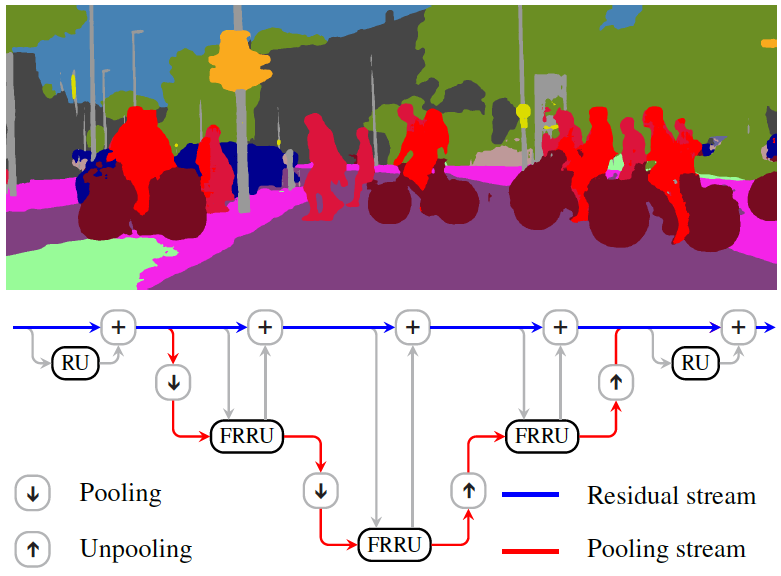 + + + + +
RU RU
FRRU FRRU
Pooling Residual stream
FRRU
Unpooling Pooling stream